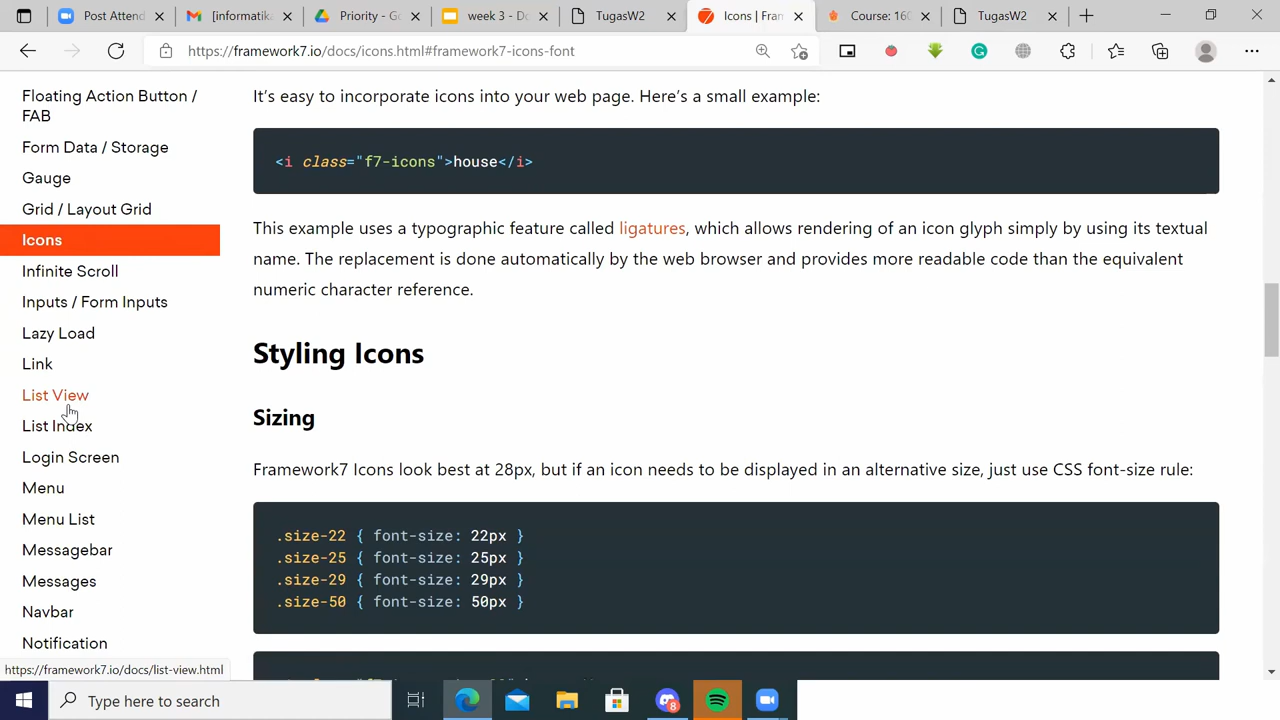 Post Attend
[informatika
Priority - Go
week 3 - Do
TugasW2
Icons | Fram
Course: 160
TugasW2
https://framework7.io/docs/icons.html#framework7-icons-font
Floating Action Button /
FAB
Form Data / Storage
Gauge
Grid / Layout Grid
Icons
Infinite Scroll
Inputs / Form Inputs
Lazy Load
Link
List View
List Index
Login Screen
Menu
Menu List
Messagebar
Messages
Navbar
Notification
https://framework7.io/docs/list-view.html
It’s easy to incorporate icons into your web page. Here’s a small example:
<i class="f7-icons">house</i>
This example uses a typographic feature called ligatures, which allows rendering of an icon glyph simply by using its textual
name. The replacement is done automatically by the web browser and provides more readable code than the equivalent
numeric character reference.
Styling Icons
Sizing
Framework7 Icons look best at 28px, but if an icon needs to be displayed in an alternative size, just use CSS font-size rule:
.size-22 { font-size: 22px }
.size-25 { font-size: 25px }
.size-29 { font-size: 29px }
.size-50 { font-size: 50px }
Type here to search
8